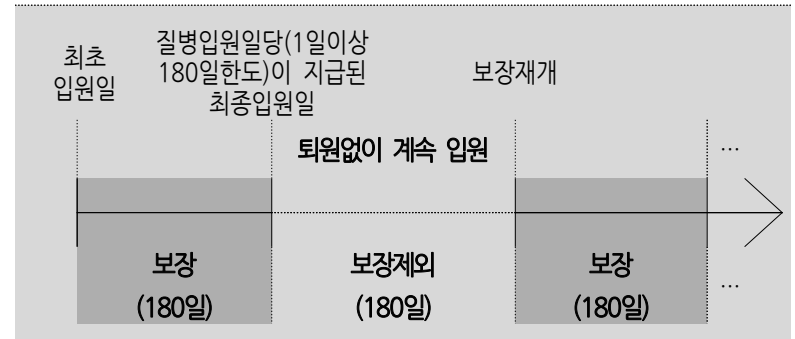 최초
입원일
질병입원일당(1일이상
180일한도)이 지급된
최종입원일
보장재개
퇴원없이 계속 입원
…
보장
(180일)
보장제외
(180일)
보장
(180일)
…